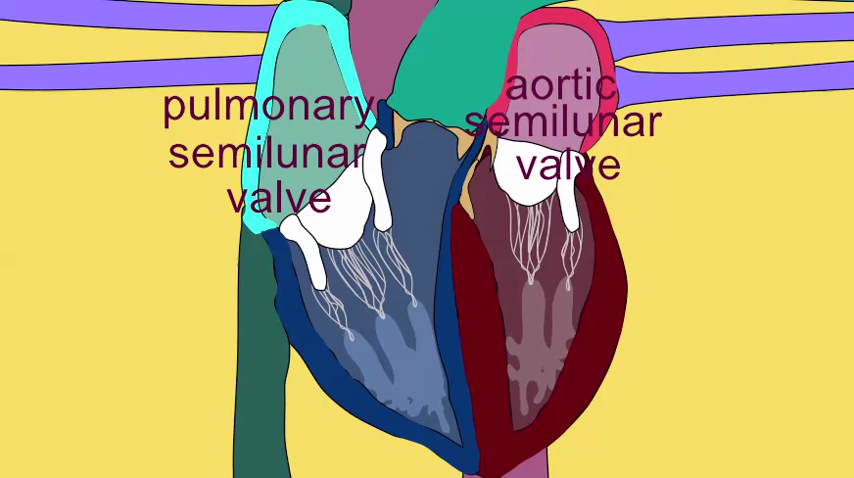 pulmonary
semilunar
valve
aortic
semilunar
valve